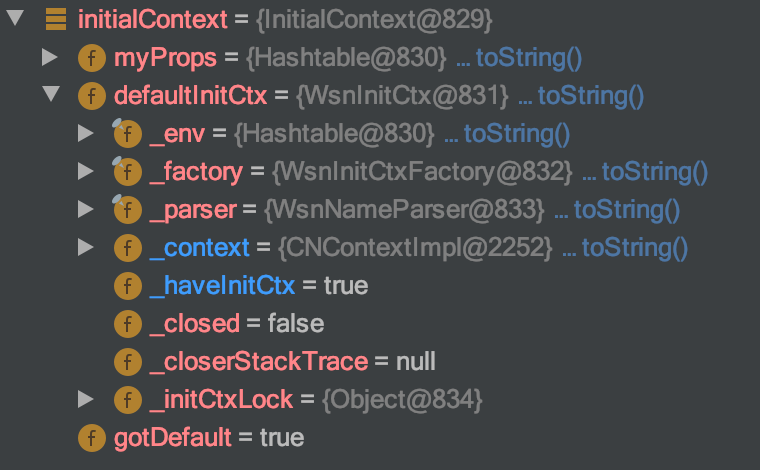 initialContext = {InitialContext@829}
myProps = {Hashtable@830} ... toString()
defaultInitCtx = {WsnInitCtx@831} ... toString()
_env = {Hashtable@830} ... toString()
_factory = {WsnInitCtxFactory@832} ... toString()
_parser = {WsnNameParser@833} ... toString()
_context = {CNContextImpl@2252} ... toString()
_haveInitCtx = true
_closed = false
_closerStackTrace = null
_initCtxLock = {Object@834}
gotDefault = true